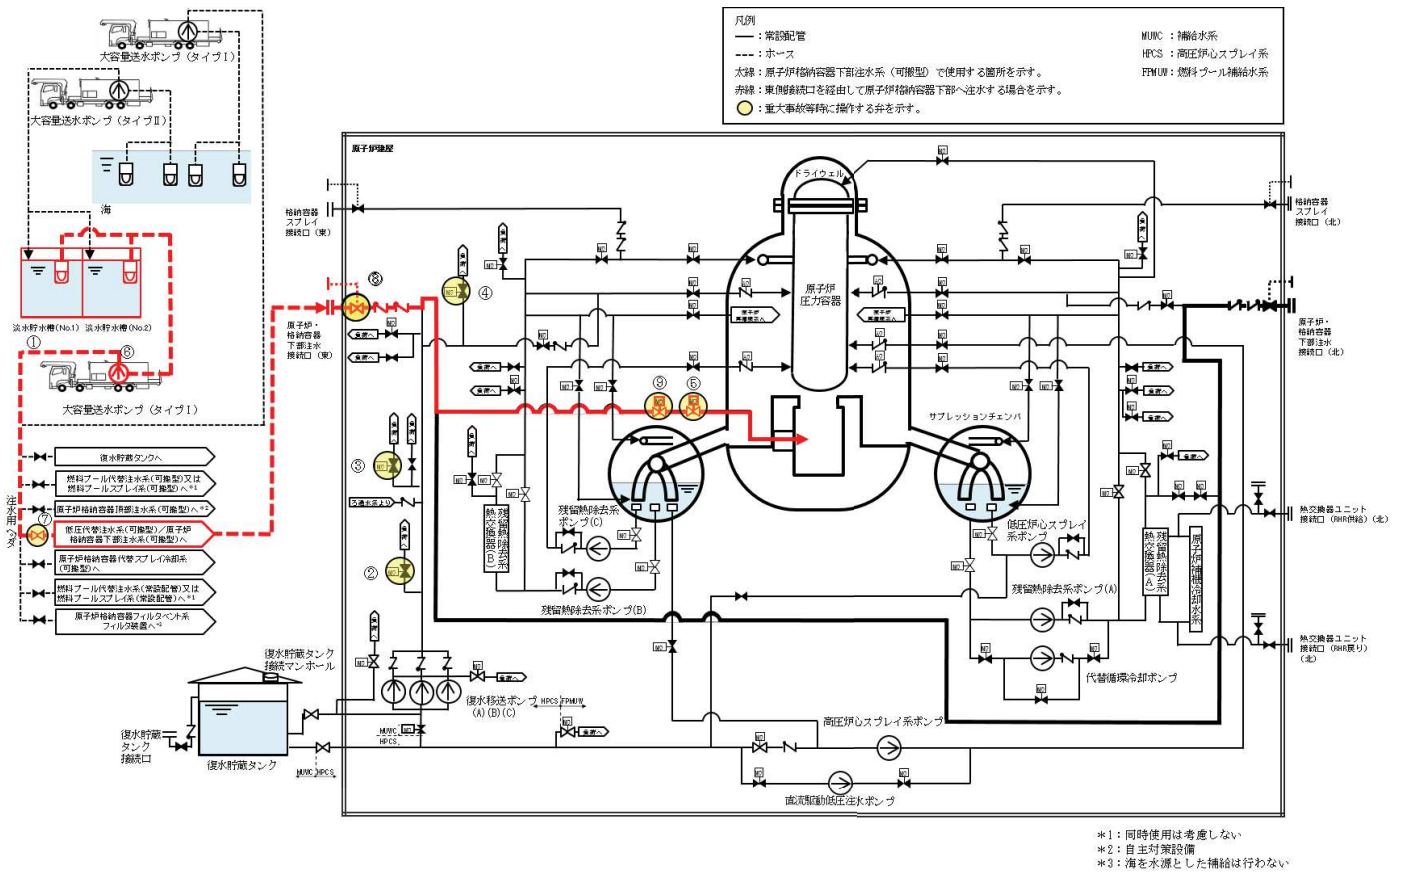 凡例
━ : 常設配管
--- : ホース
太線 : 原子炉格納容器下部注水系（可搬型）で使用する箇所を示す。
赤線 : 東側接続口を経由して原子炉格納容器下部へ注水する場合を示す。
: 重大事故等時に操作する弁を示す。
MUWC : 補給水系
HPCS : 高圧炉心スプレイ系
FPMUW : 燃料プール補給水系
大容量送水ポンプ（タイプⅠ）
大容量送水ポンプ（タイプⅡ）
海
淡水貯水槽(No.1)
淡水貯水槽(No.2)
①
⑥
大容量送水ポンプ（タイプⅠ）
注水用ヘッダ
⑦
復水貯蔵タンクへ
燃料プール代替注水系(可搬型)又は
燃料プールスプレイ系(可搬型)へ*1
原子炉格納容器頂部注水系(可搬型)へ*2
低圧代替注水系(可搬型)／原子炉
格納容器下部注水系(可搬型)へ
原子炉格納容器代替スプレイ冷却系
(可搬型)へ
燃料プール代替注水系(常設配管)又は
燃料プールスプレイ系(常設配管)へ*1
原子炉格納容器フィルタベント系
フィルタ装置へ*3
原子炉建屋
格納容器
スプレイ
接続口（東）
原子炉・
格納容器
下部注水
接続口（東）
⑧
④
③
②
⑨
⑤
各所へ
ろ過水系より
ドライウェル
原子炉
圧力容器
サプレッションチェンバ
格納容器
スプレイ
接続口（北）
原子炉・
格納容器
下部注水
接続口（北）
残留熱除去系
熱交換器(B)
残留熱除去系
ポンプ(C)
残留熱除去系ポンプ(B)
低圧炉心スプレイ
系ポンプ
残留熱除去系ポンプ(A)
代替循環冷却ポンプ
残留熱除去系
熱交換器(A)
原子炉補機冷却水系
熱交換器ユニット
接続口（RHR供給）（北）
熱交換器ユニット
接続口（RHR戻り）
（北）
復水貯蔵タンク
接続マンホール
復水貯蔵
タンク
接続口
復水貯蔵タンク
MUWC HPCS
MUWC
HPCS
復水移送ポンプ
(A)(B)(C)
HPCS FPMUW
高圧炉心スプレイ系ポンプ
直流駆動低圧注水ポンプ
＊1：同時使用は考慮しない
＊2：自主対策設備
＊3：海を水源とした補給は行わない